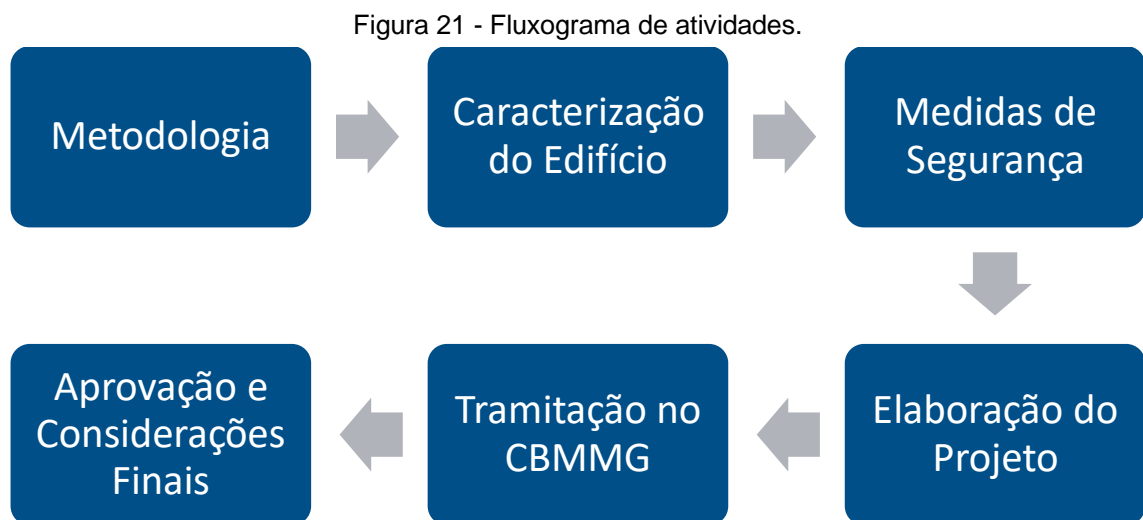 Figura 21 - Fluxograma de atividades.
Metodologia
Caracterização
do Edifício
Medidas de
Segurança
Elaboração do
Projeto
Tramitação no
CBMMG
Aprovação e
Considerações
Finais